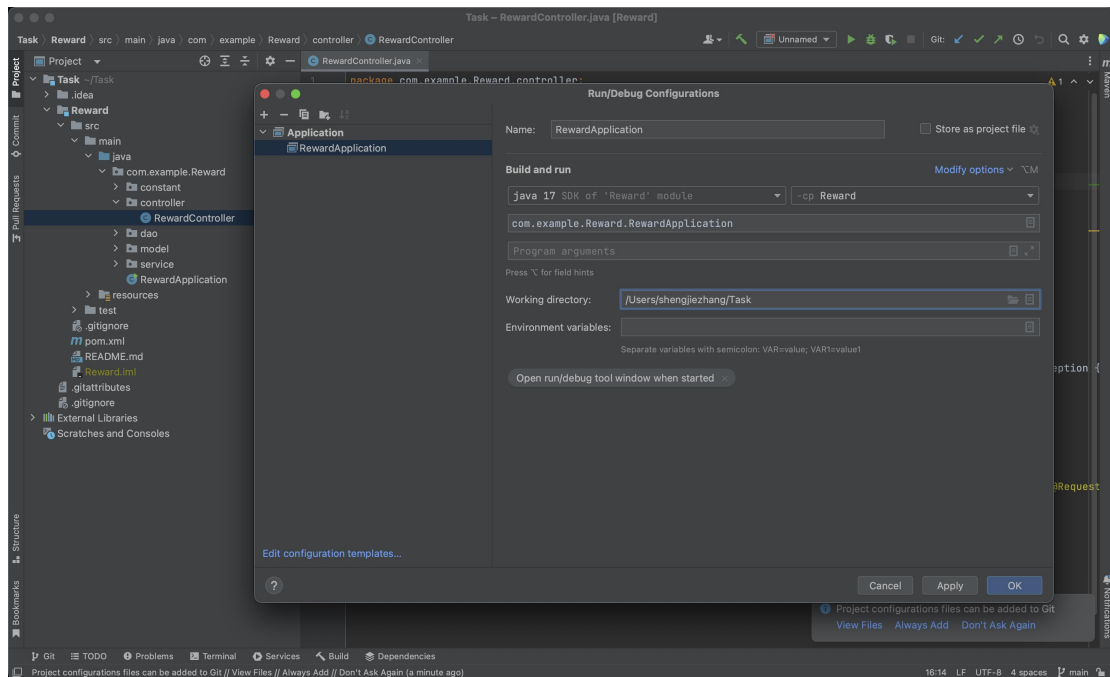 Task – RewardController.java [Reward]
Task Reward src main java com example Reward controller RewardController
Unnamed
Git:
Project
RewardController.java
1 package com.example.Reward.controller;
1
Project
Commit
Pull Requests
Structure
Bookmarks
Maven
Notifications
Task ~/Task
.idea
Reward
src
main
java
com.example.Reward
constant
controller
RewardController
dao
model
service
RewardApplication
resources
test
.gitignore
pom.xml
README.md
Reward.iml
.gitattributes
.gitignore
External Libraries
Scratches and Consoles
Run/Debug Configurations
Application
RewardApplication
Name: RewardApplication
Store as project file
Build and run
Modify options ⌥M
java 17 SDK of 'Reward' module
-cp Reward
com.example.Reward.RewardApplication
Program arguments
Press ⌥ for field hints
Working directory: /Users/shengjiezhang/Task
Environment variables:
Separate variables with semicolon: VAR=value; VAR1=value1
Open run/debug tool window when started ×
Edit configuration templates...
?
Cancel Apply OK
eption {
@Request
Project configurations files can be added to Git
View Files Always Add Don't Ask Again
Git TODO Problems Terminal Services Build Dependencies
Project configurations files can be added to Git // View Files // Always Add // Don't Ask Again (a minute ago)
16:14 LF UTF-8 4 spaces main